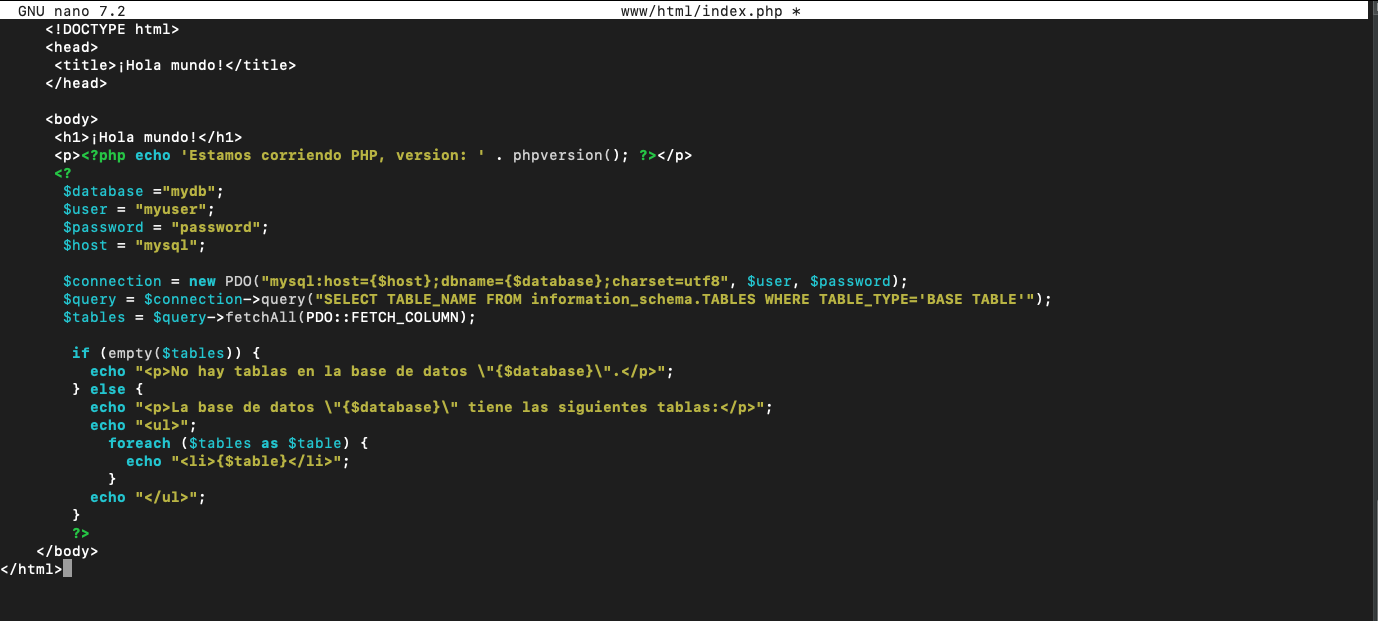 GNU nano 7.2 www/html/index.php *
<!DOCTYPE html>
<head>
<title>¡Hola mundo!</title>
</head>
<body>
<h1>¡Hola mundo!</h1>
<p><?php echo 'Estamos corriendo PHP, version: ' . phpversion(); ?></p>
<?
$database ="mydb";
$user = "myuser";
$password = "password";
$host = "mysql";
$connection = new PDO("mysql:host={$host};dbname={$database};charset=utf8", $user, $password);
$query = $connection->query("SELECT TABLE_NAME FROM information_schema.TABLES WHERE TABLE_TYPE='BASE TABLE'");
$tables = $query->fetchAll(PDO::FETCH_COLUMN);
if (empty($tables)) {
echo "<p>No hay tablas en la base de datos \"{$database}\".</p>";
} else {
echo "<p>La base de datos \"{$database}\" tiene las siguientes tablas:</p>";
echo "<ul>";
foreach ($tables as $table) {
echo "<li>{$table}</li>";
}
echo "</ul>";
}
?>
</body>
</html>